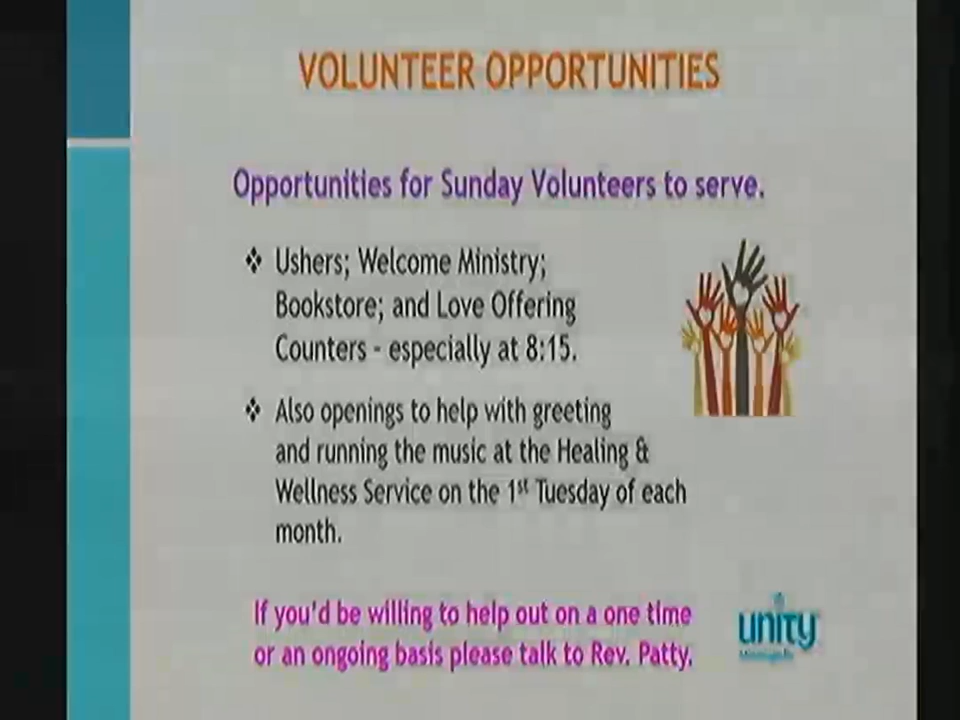 VOLUNTEER OPPORTUNITIES
Opportunities for Sunday Volunteers to serve.
❖ Ushers; Welcome Ministry;
Bookstore; and Love Offering
Counters - especially at 8:15.
❖ Also openings to help with greeting
and running the music at the Healing &
Wellness Service on the 1st Tuesday of each
month.
If you'd be willing to help out on a one time
or an ongoing basis please talk to Rev. Patty.
unity